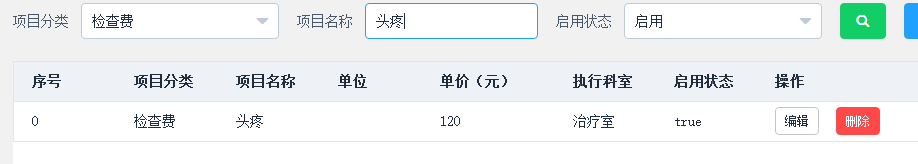 项目分类 检查费 项目名称 头疼 启用状态 启用
序号 项目分类 项目名称 单位 单价（元） 执行科室 启用状态 操作
0 检查费 头疼 120 治疗室 true 编辑 删除